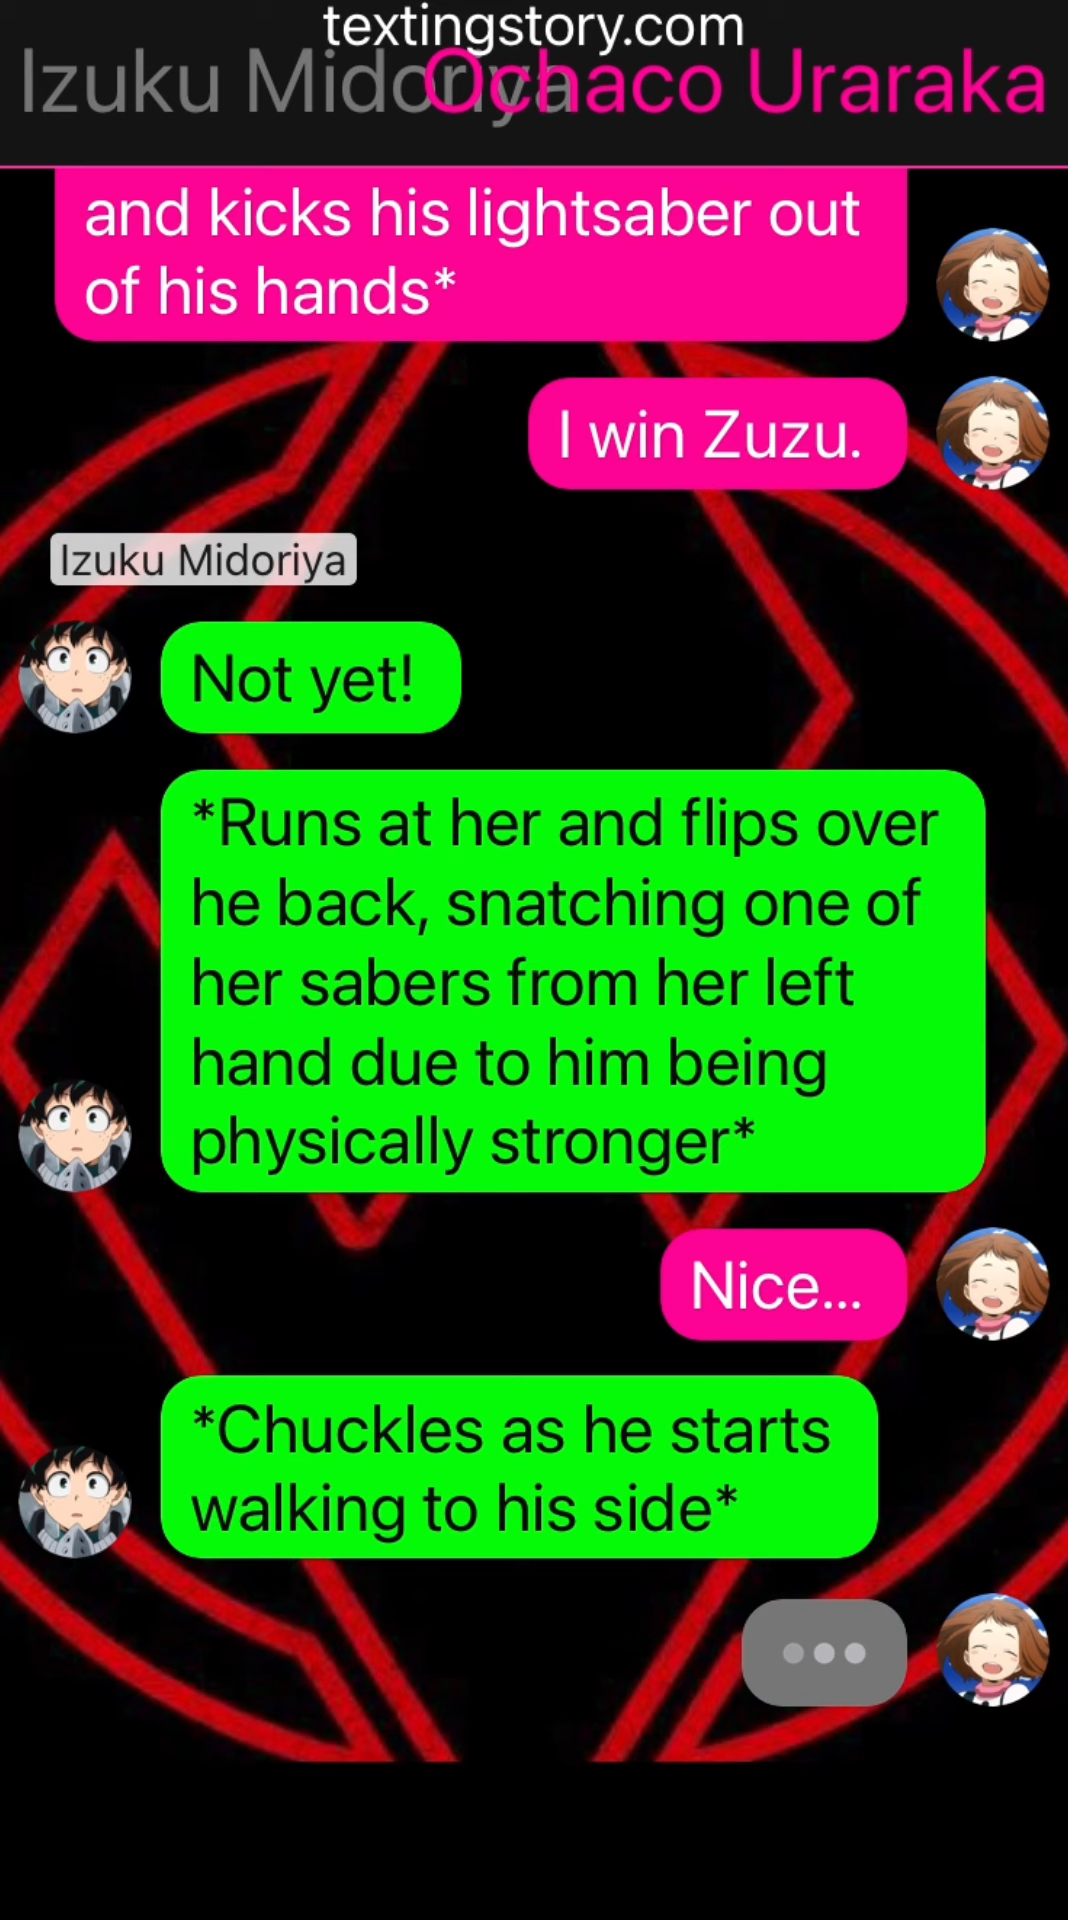 textingstory.com
Izuku Midoriya
Ochaco Uraraka
and kicks his lightsaber out
of his hands*
I win Zuzu.
Izuku Midoriya
Not yet!
*Runs at her and flips over
he back, snatching one of
her sabers from her left
hand due to him being
physically stronger*
Nice...
*Chuckles as he starts
walking to his side*